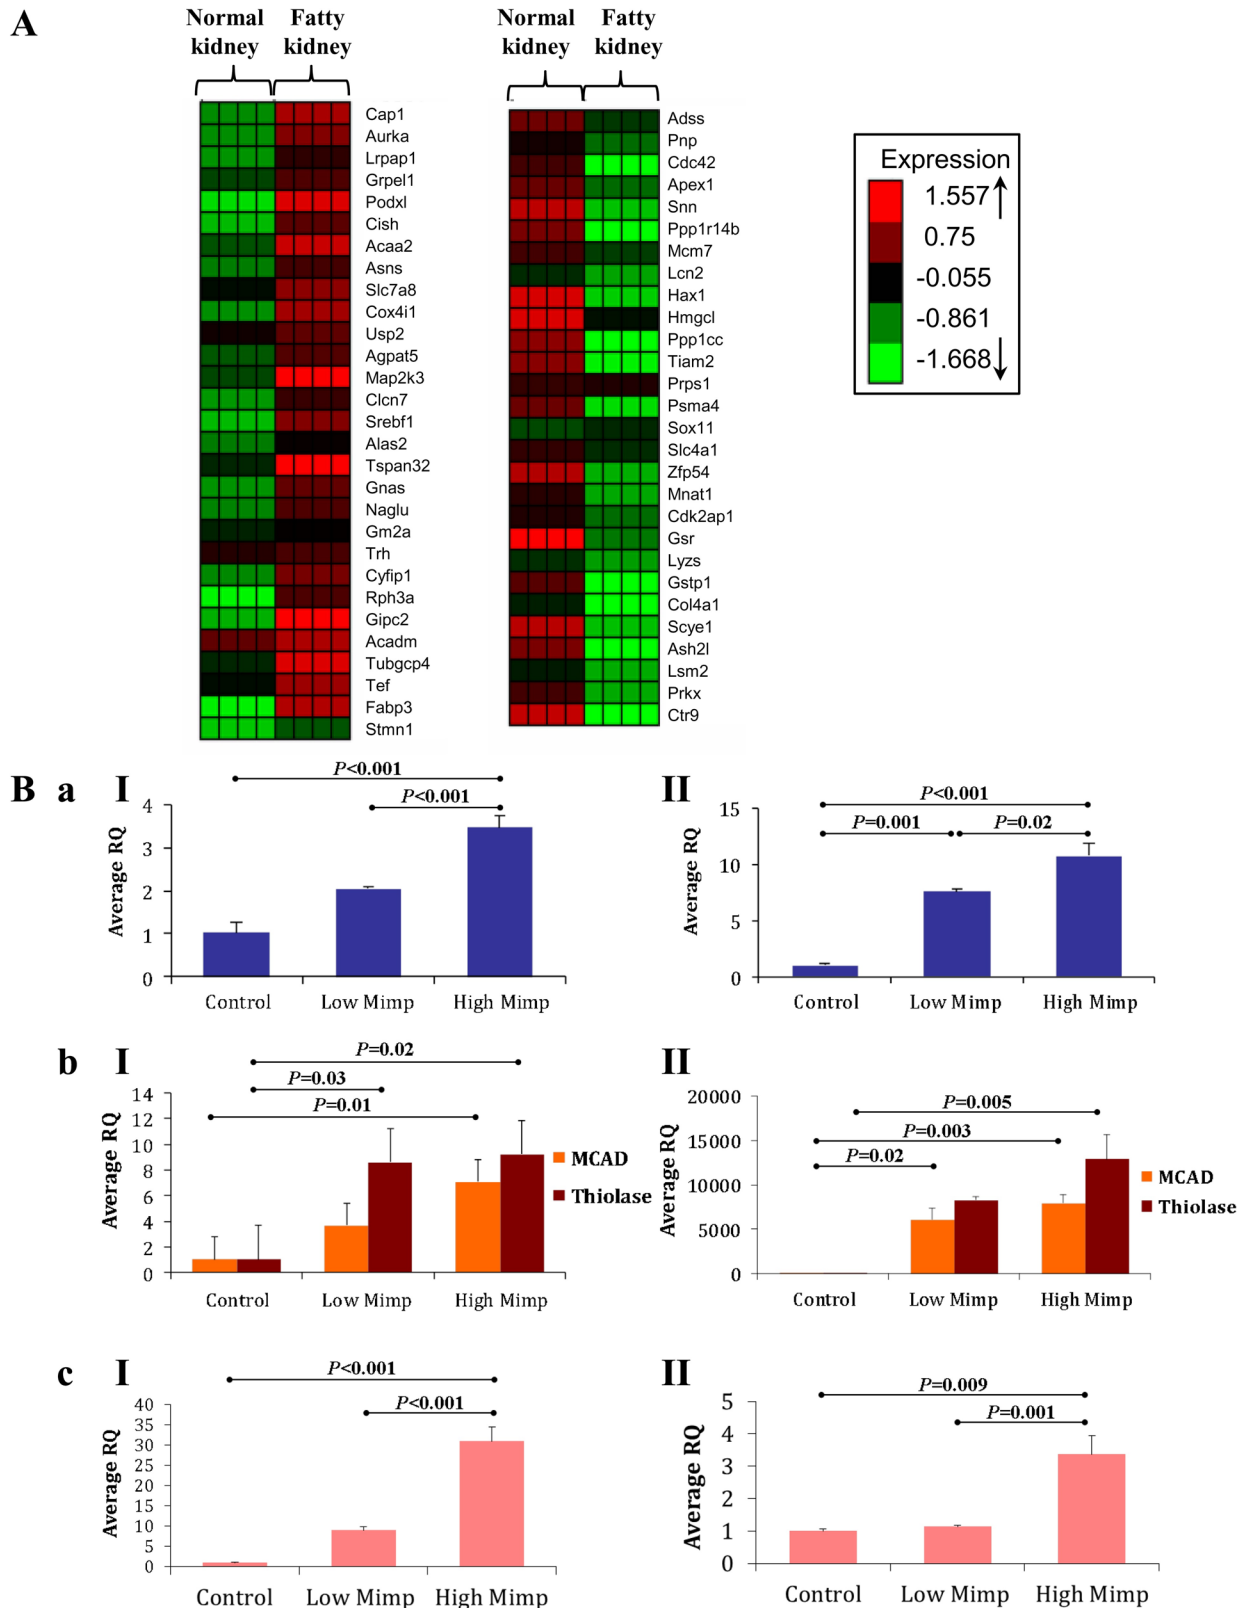 A
Normal kidney
Fatty kidney
Normal kidney
Fatty kidney
Cap1
Aurka
Lrpap1
Grpel1
Podxl
Cish
Acaa2
Asns
Slc7a8
Cox4i1
Usp2
Agpat5
Map2k3
Clcn7
Srebf1
Alas2
Tspan32
Gnas
Naglu
Gm2a
Trh
Cyfip1
Rph3a
Gipc2
Acadm
Tubgcp4
Tef
Fabp3
Stmn1
Adss
Pnp
Cdc42
Apex1
Snn
Ppp1r14b
Mcm7
Lcn2
Hax1
Hmgcl
Ppp1cc
Tiam2
Prps1
Psma4
Sox11
Slc4a1
Zfp54
Mnat1
Cdk2ap1
Gsr
Lyzs
Gstp1
Col4a1
Scye1
Ash2l
Lsm2
Prkx
Ctr9
Expression
1.557
0.75
-0.055
-0.861
-1.668
B a I
P<0.001
P<0.001
Average RQ
4
3
2
1
0
Control Low Mimp High Mimp
II
P<0.001
P=0.001 P=0.02
Average RQ
15
10
5
0
Control Low Mimp High Mimp
b I
P=0.02
P=0.03
P=0.01
Average RQ
14
12
10
8
6
4
2
0
MCAD
Thiolase
Control Low Mimp High Mimp
II
P=0.005
P=0.003
P=0.02
Average RQ
20000
15000
10000
5000
0
MCAD
Thiolase
Control Low Mimp High Mimp
c I
P<0.001
P<0.001
Average RQ
40
35
30
25
20
15
10
5
0
Control Low Mimp High Mimp
II
P=0.009
P=0.001
Average RQ
5
4
3
2
1
0
Control Low Mimp High Mimp